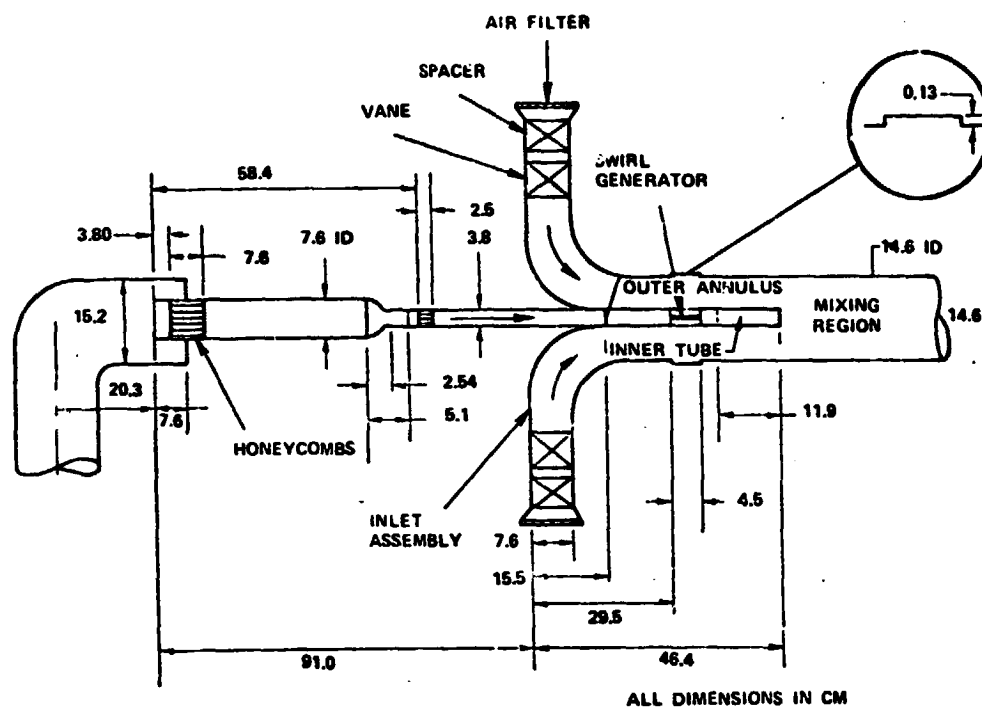 AIR FILTER
SPACER
VANE
0.13
SWIRL
GENERATOR
58.4
2.5
3.80
7.6
7.6 ID
3.8
14.6 ID
OUTER ANNULUS
MIXING
REGION
15.2
14.6
INNER TUBE
20.3
2.54
7.6
5.1
11.9
HONEYCOMBS
4.5
INLET
ASSEMBLY
7.6
15.5
29.5
91.0
46.4
ALL DIMENSIONS IN CM